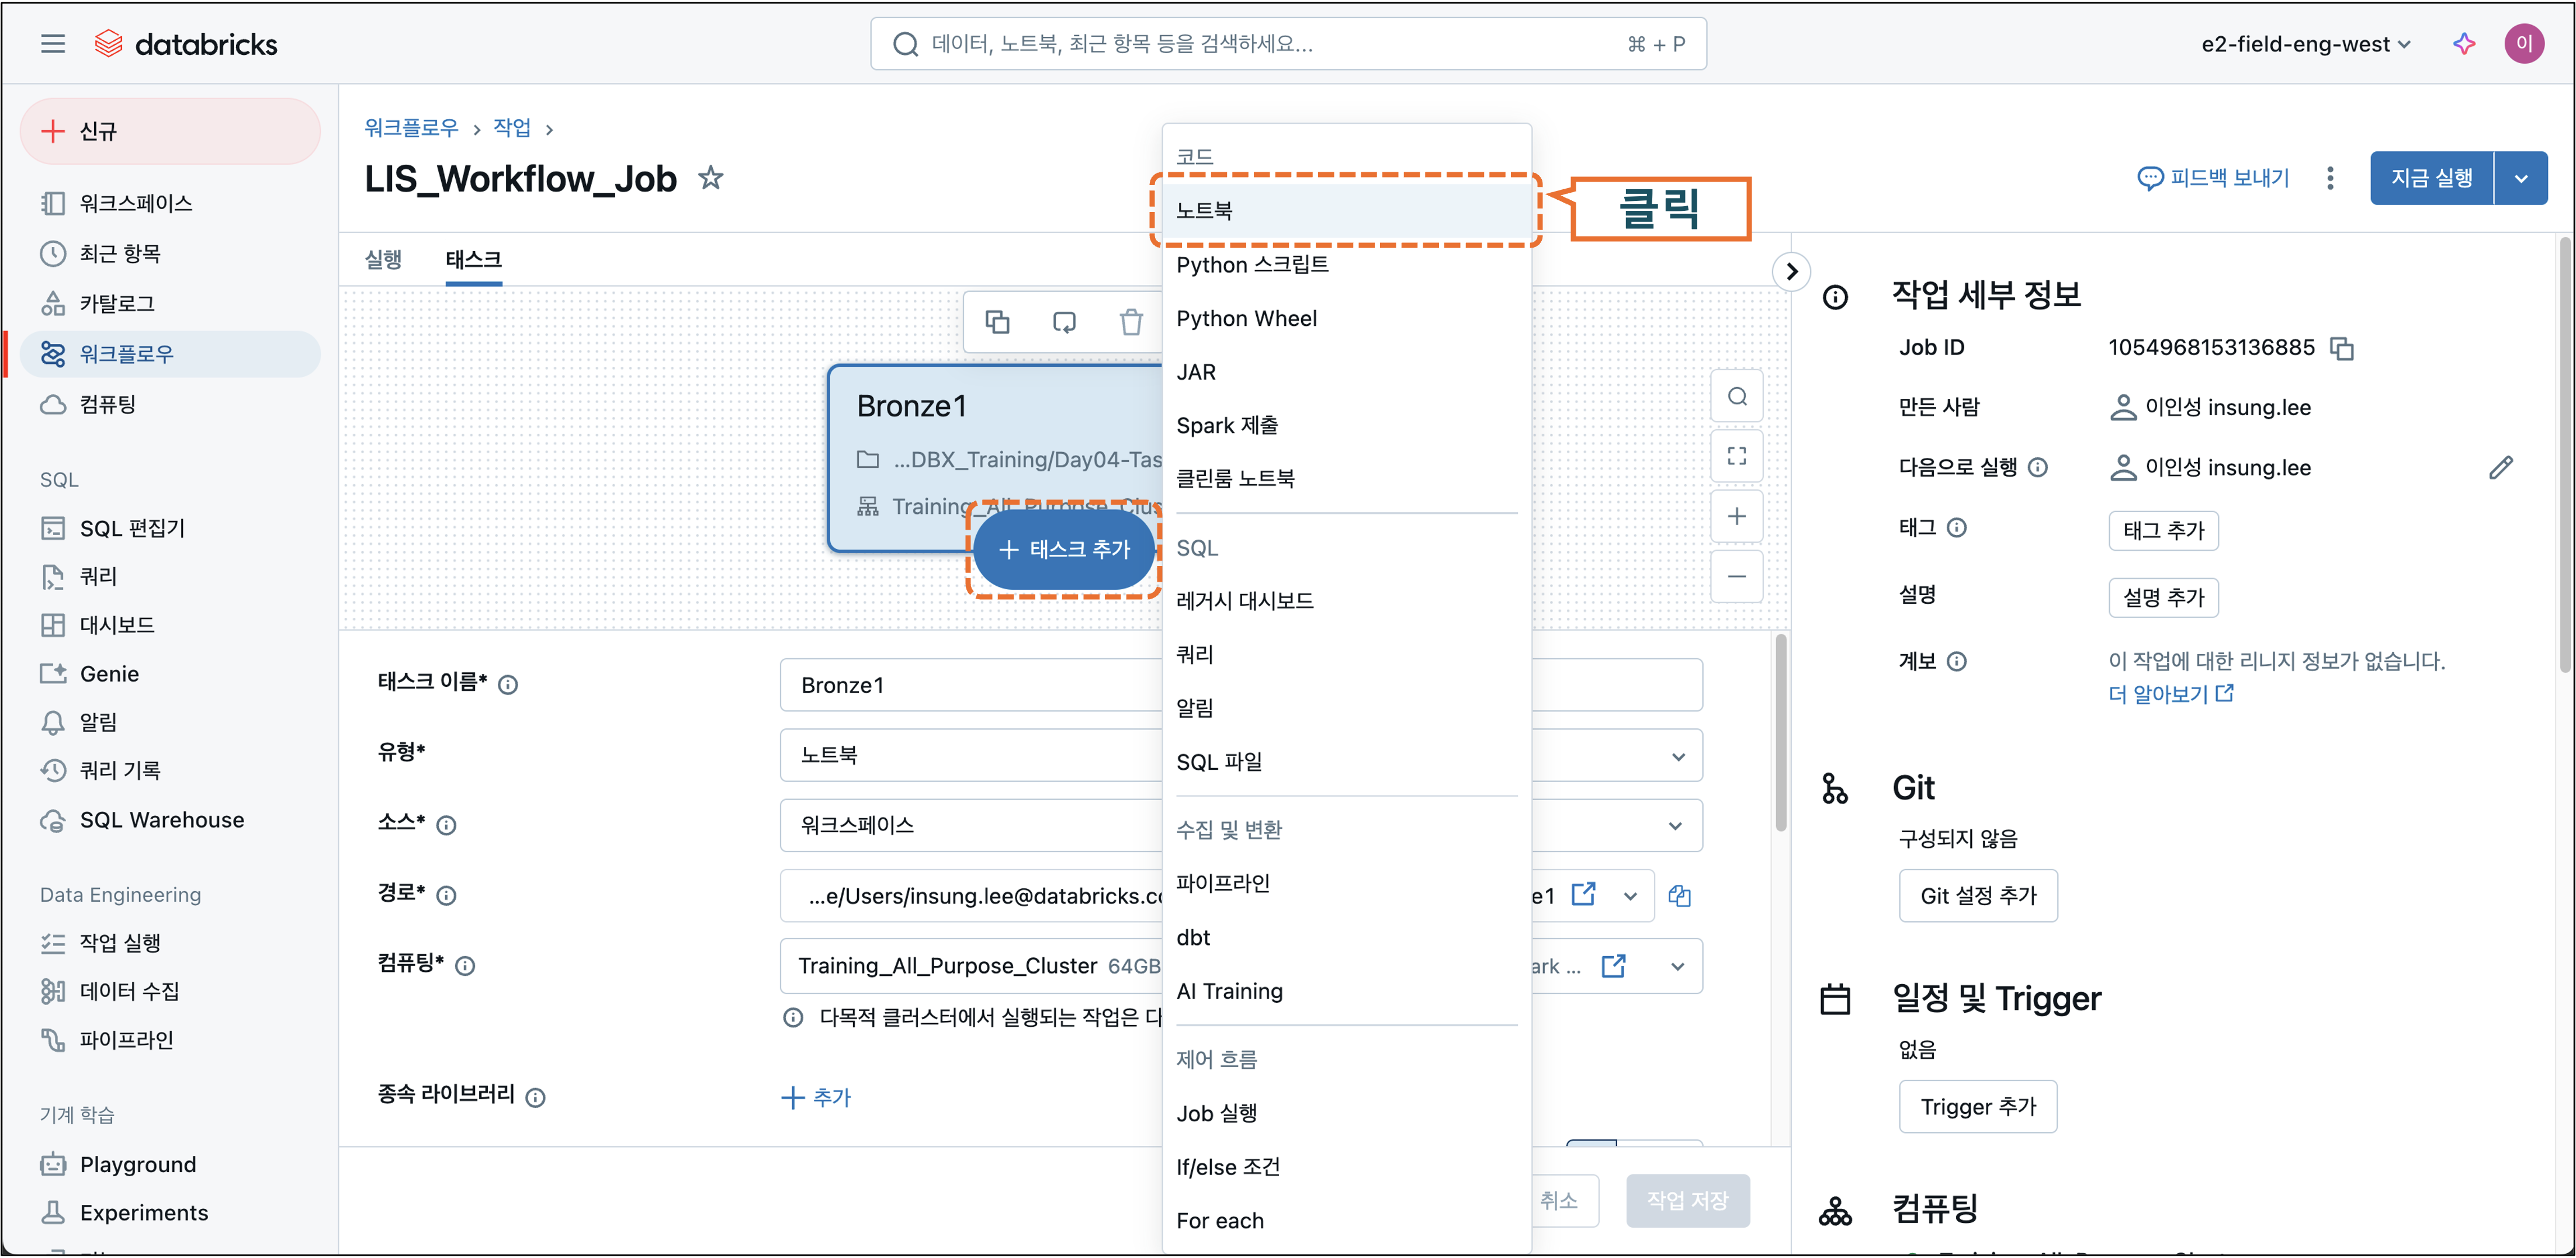 databricks
데이터, 노트북, 최근 항목 등을 검색하세요...
⌘ + P
e2-field-eng-west
이
신규
워크스페이스
최근 항목
카탈로그
워크플로우
컴퓨팅
SQL
SQL 편집기
쿼리
대시보드
Genie
알림
쿼리 기록
SQL Warehouse
Data Engineering
작업 실행
데이터 수집
파이프라인
기계 학습
Playground
Experiments
워크플로우 › 작업 ›
LIS_Workflow_Job
피드백 보내기
지금 실행
실행
태스크
Bronze1
...DBX_Training/Day04-Tas
Training_All_Purpose_Clus
+ 태스크 추가
태스크 이름*
Bronze1
유형*
노트북
소스*
워크스페이스
경로*
...e/Users/insung.lee@databricks.co
e1
컴퓨팅*
Training_All_Purpose_Cluster 64GB
ark ...
다목적 클러스터에서 실행되는 작업은 다
종속 라이브러리
+ 추가
취소
작업 저장
코드
노트북
클릭
Python 스크립트
Python Wheel
JAR
Spark 제출
클린룸 노트북
SQL
레거시 대시보드
쿼리
알림
SQL 파일
수집 및 변환
파이프라인
dbt
AI Training
제어 흐름
Job 실행
If/else 조건
For each
작업 세부 정보
Job ID
1054968153136885
만든 사람
이인성 insung.lee
다음으로 실행
이인성 insung.lee
태그
태그 추가
설명
설명 추가
계보
이 작업에 대한 리니지 정보가 없습니다.
더 알아보기
Git
구성되지 않음
Git 설정 추가
일정 및 Trigger
없음
Trigger 추가
컴퓨팅